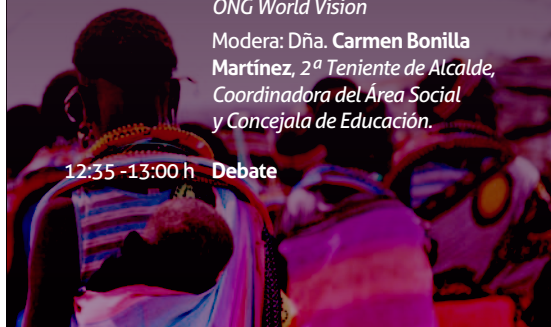 ONG World Vision
Modera: Dña. Carmen Bonilla
Martínez, 2ª Teniente de Alcalde,
Coordinadora del Área Social
y Concejala de Educación.
12:35 -13:00 h Debate